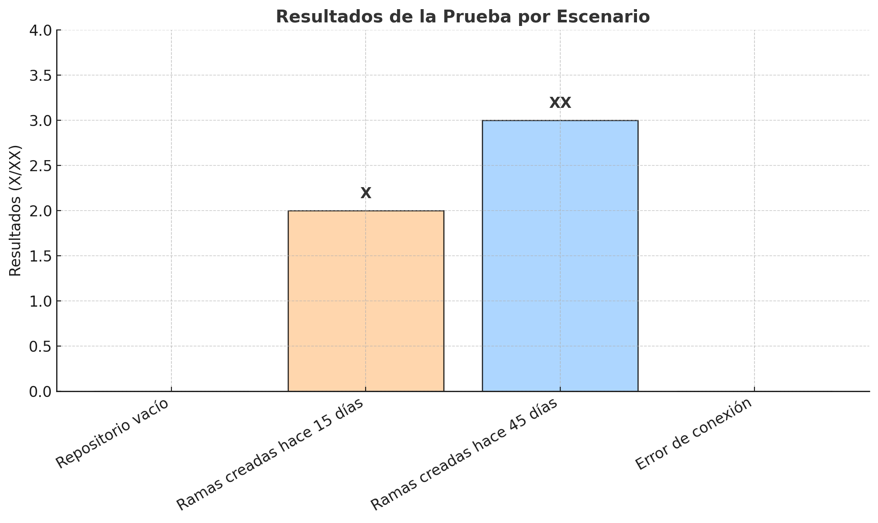 Resultados de la Prueba por Escenario
Resultados (X/XX)
4.0
3.5
3.0
2.5
2.0
1.5
1.0
0.5
0.0
X
XX
Repositorio vacío
Ramas creadas hace 15 días
Ramas creadas hace 45 días
Error de conexión